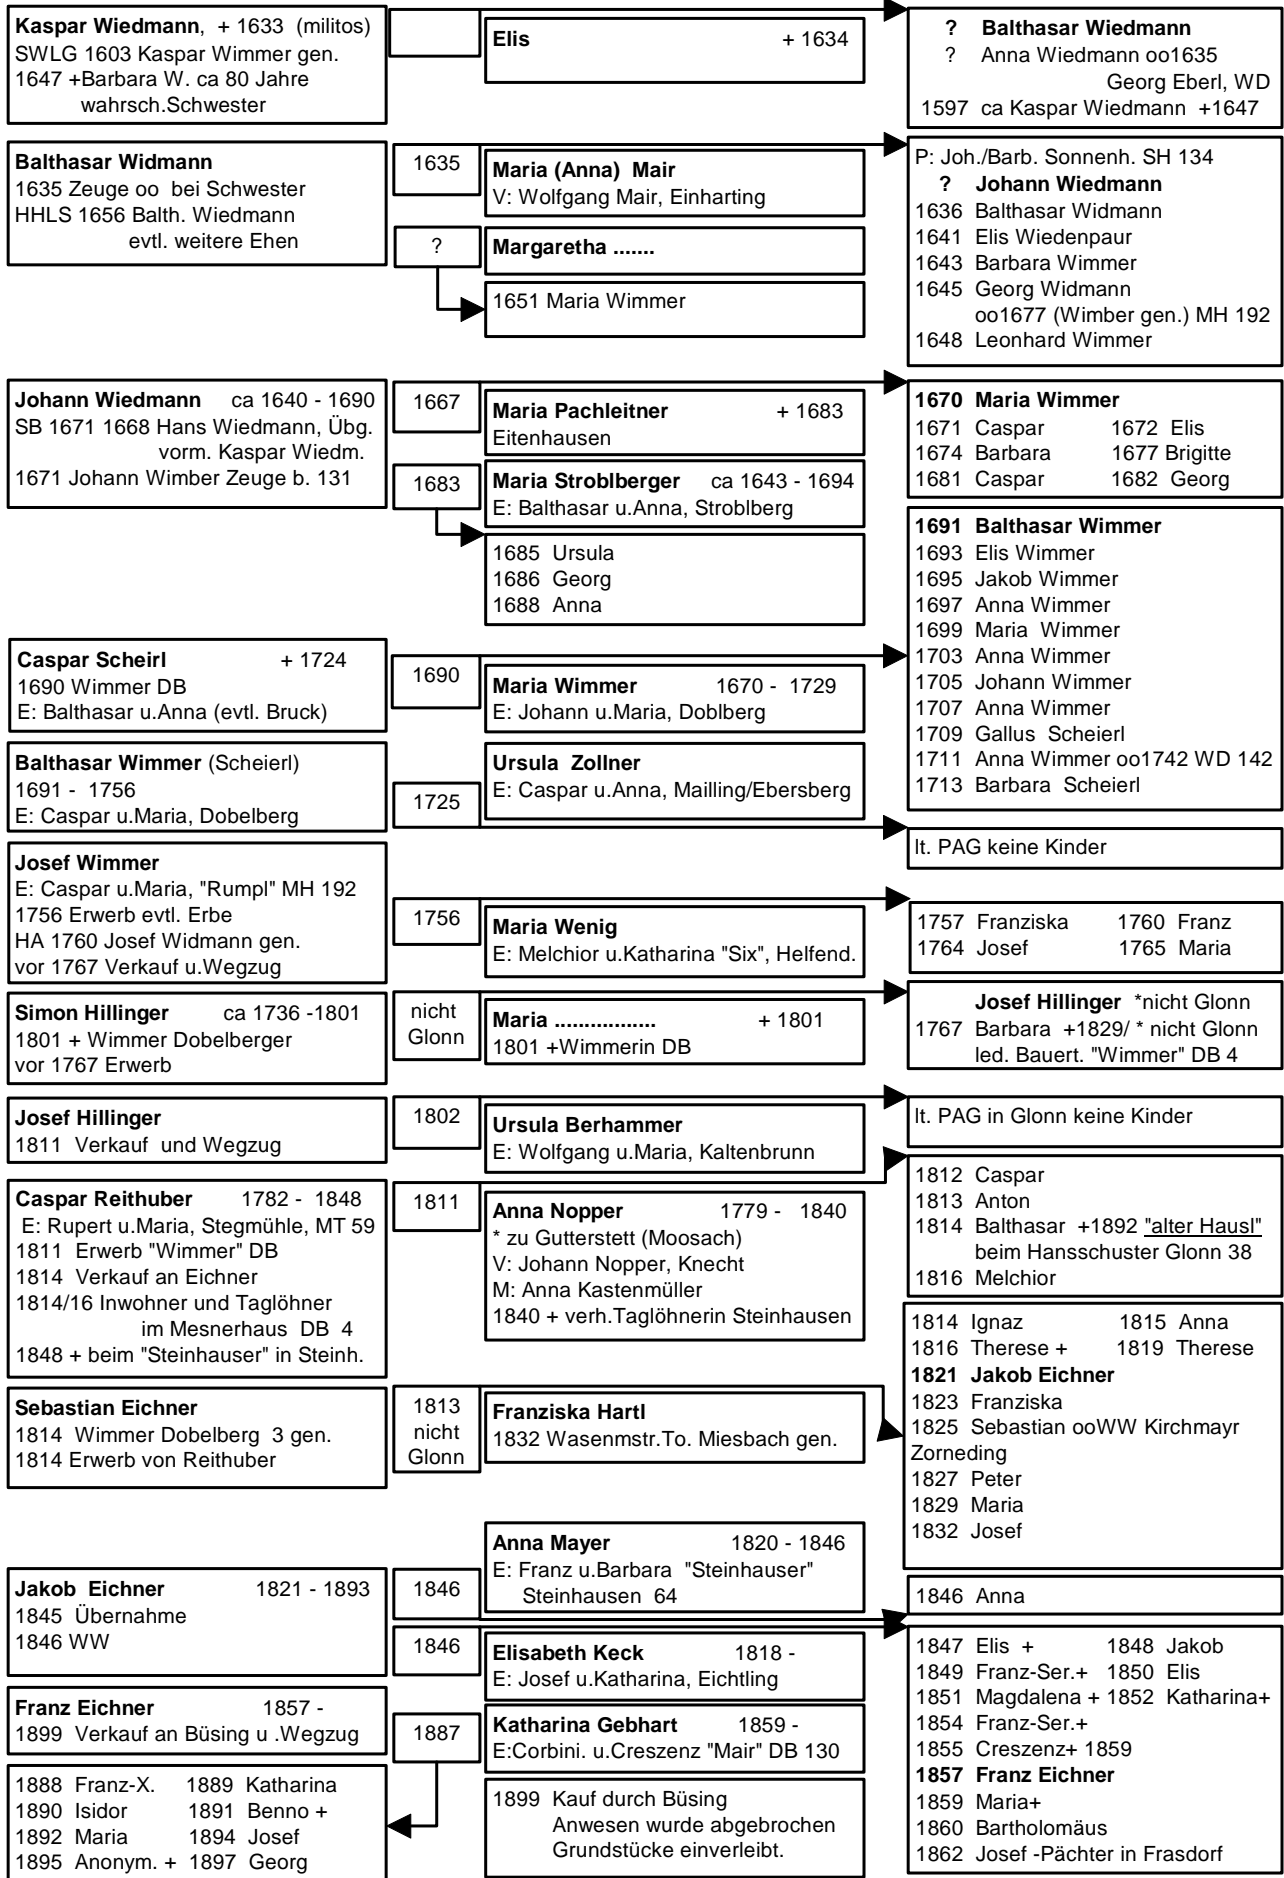 Kaspar Wiedmann, + 1633 (militos)
SWLG 1603 Kaspar Wimmer gen.
1647 +Barbara W. ca 80 Jahre
wahrsch.Schwester
Elis + 1634
? Balthasar Wiedmann
? Anna Wiedmann oo1635
Georg Eberl, WD
1597 ca Kaspar Wiedmann +1647
Balthasar Widmann
1635 Zeuge oo bei Schwester
HHLS 1656 Balth. Wiedmann
evtl. weitere Ehen
1635
Maria (Anna) Mair
V: Wolfgang Mair, Einharting
?
Margaretha .......
1651 Maria Wimmer
P: Joh./Barb. Sonnenh. SH 134
? Johann Wiedmann
1636 Balthasar Widmann
1641 Elis Wiedenpaur
1643 Barbara Wimmer
1645 Georg Widmann
oo1677 (Wimber gen.) MH 192
1648 Leonhard Wimmer
Johann Wiedmann ca 1640 - 1690
SB 1671 1668 Hans Wiedmann, Übg.
vorm. Kaspar Wiedm.
1671 Johann Wimber Zeuge b. 131
1667
Maria Pachleitner + 1683
Eitenhausen
1683
Maria Stroblberger ca 1643 - 1694
E: Balthasar u.Anna, Stroblberg
1685 Ursula
1686 Georg
1688 Anna
1670 Maria Wimmer
1671 Caspar 1672 Elis
1674 Barbara 1677 Brigitte
1681 Caspar 1682 Georg
Caspar Scheirl + 1724
1690 Wimmer DB
E: Balthasar u.Anna (evtl. Bruck)
1690
Maria Wimmer 1670 - 1729
E: Johann u.Maria, Doblberg
1691 Balthasar Wimmer
1693 Elis Wimmer
1695 Jakob Wimmer
1697 Anna Wimmer
1699 Maria Wimmer
1703 Anna Wimmer
1705 Johann Wimmer
1707 Anna Wimmer
1709 Gallus Scheierl
1711 Anna Wimmer oo1742 WD 142
1713 Barbara Scheierl
Balthasar Wimmer (Scheierl)
1691 - 1756
E: Caspar u.Maria, Dobelberg
1725
Ursula Zollner
E: Caspar u.Anna, Mailling/Ebersberg
lt. PAG keine Kinder
Josef Wimmer
E: Caspar u.Maria, "Rumpl" MH 192
1756 Erwerb evtl. Erbe
HA 1760 Josef Widmann gen.
vor 1767 Verkauf u.Wegzug
1756
Maria Wenig
E: Melchior u.Katharina "Six", Helfend.
1757 Franziska 1760 Franz
1764 Josef 1765 Maria
Simon Hillinger ca 1736 -1801
1801 + Wimmer Dobelberger
vor 1767 Erwerb
nicht
Glonn
Maria ................. + 1801
1801 +Wimmerin DB
Josef Hillinger *nicht Glonn
1767 Barbara +1829/ * nicht Glonn
led. Bauert. "Wimmer" DB 4
Josef Hillinger
1811 Verkauf und Wegzug
1802
Ursula Berhammer
E: Wolfgang u.Maria, Kaltenbrunn
lt. PAG in Glonn keine Kinder
Caspar Reithuber 1782 - 1848
E: Rupert u.Maria, Stegmühle, MT 59
1811 Erwerb "Wimmer" DB
1814 Verkauf an Eichner
1814/16 Inwohner und Taglöhner
im Mesnerhaus DB 4
1848 + beim "Steinhauser" in Steinh.
1811
Anna Nopper 1779 - 1840
* zu Gutterstett (Moosach)
V: Johann Nopper, Knecht
M: Anna Kastenmüller
1840 + verh.Taglöhnerin Steinhausen
1812 Caspar
1813 Anton
1814 Balthasar +1892 "alter Hausl"
beim Hansschuster Glonn 38
1816 Melchior
Sebastian Eichner
1814 Wimmer Dobelberg 3 gen.
1814 Erwerb von Reithuber
1813
nicht
Glonn
Franziska Hartl
1832 Wasenmstr.To. Miesbach gen.
1814 Ignaz 1815 Anna
1816 Therese + 1819 Therese
1821 Jakob Eichner
1823 Franziska
1825 Sebastian ooWW Kirchmayr
Zorneding
1827 Peter
1829 Maria
1832 Josef
Jakob Eichner 1821 - 1893
1845 Übernahme
1846 WW
1846
Anna Mayer 1820 - 1846
E: Franz u.Barbara "Steinhauser"
Steinhausen 64
1846 Anna
1846
Elisabeth Keck 1818 -
E: Josef u.Katharina, Eichtling
1847 Elis + 1848 Jakob
1849 Franz-Ser.+ 1850 Elis
1851 Magdalena + 1852 Katharina+
1854 Franz-Ser.+
1855 Creszenz+ 1859
1857 Franz Eichner
1859 Maria+
1860 Bartholomäus
1862 Josef -Pächter in Frasdorf
Franz Eichner 1857 -
1899 Verkauf an Büsing u .Wegzug
1887
Katharina Gebhart 1859 -
E:Corbini. u.Creszenz "Mair" DB 130
1888 Franz-X. 1889 Katharina
1890 Isidor 1891 Benno +
1892 Maria 1894 Josef
1895 Anonym. + 1897 Georg
1899 Kauf durch Büsing
Anwesen wurde abgebrochen
Grundstücke einverleibt.